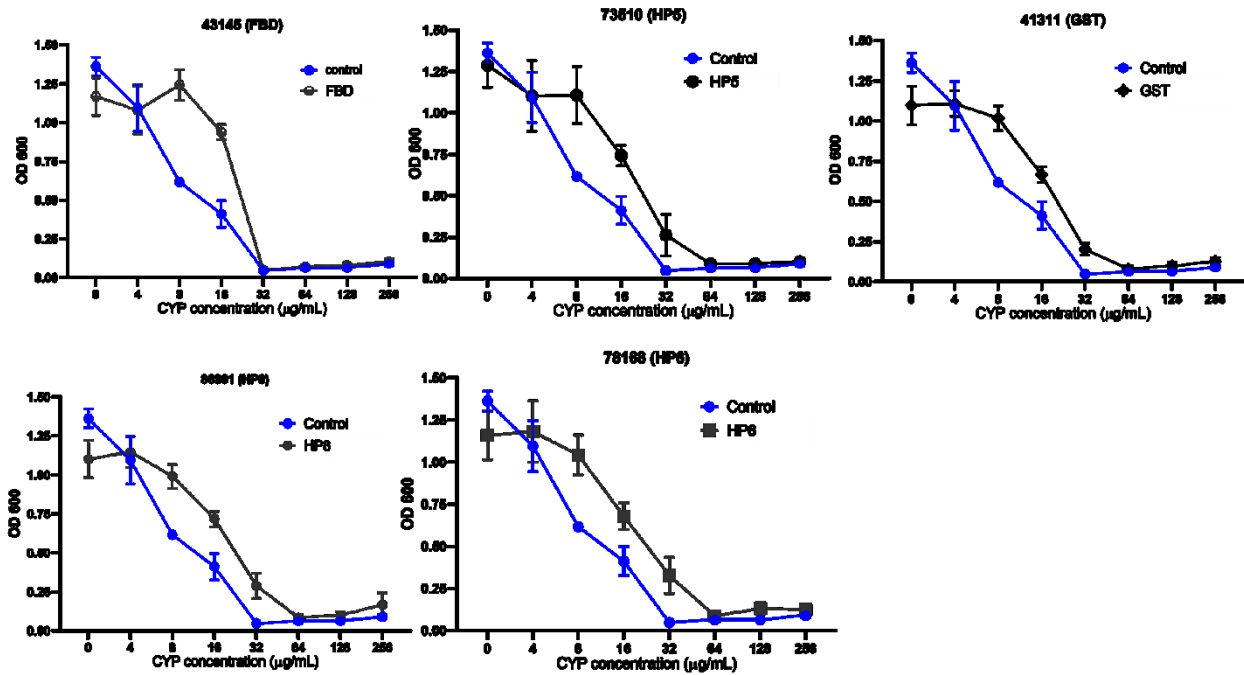 43145 (FBD)
1.50
1.25
1.00
0.75
0.50
0.25
0.00
OD 600
control
FBD
0 4 8 16 32 64 128 256
CYP concentration (µg/mL)
73510 (HP5)
1.50
1.25
1.00
0.75
0.50
0.25
0.00
OD 600
Control
HP5
0 4 8 16 32 64 128 256
CYP concentration (µg/mL)
41311 (GST)
1.50
1.25
1.00
0.75
0.50
0.25
0.00
OD 600
Control
GST
0 4 8 16 32 64 128 256
CYP concentration (µg/mL)
1.50
1.25
1.00
0.75
0.50
0.25
0.00
OD 600
Control
HP6
0 4 8 16 32 64 128 256
CYP concentration (µg/mL)
78168 (HP6)
1.50
1.25
1.00
0.75
0.50
0.25
0.00
OD 600
Control
HP6
0 4 8 16 32 64 128 256
CYP concentration (µg/mL)